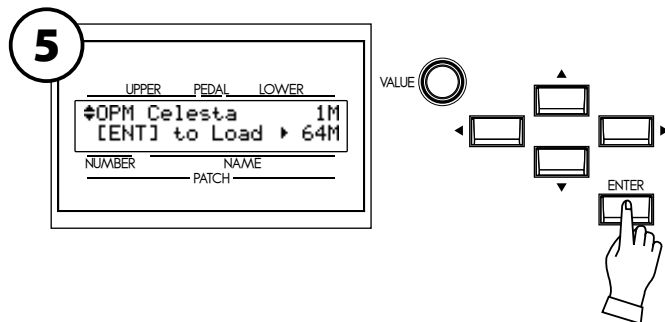 5
UPPER PEDAL LOWER
OPM Celesta 1M
[ENT] to Load ▸ 64M
NUMBER NAME
PATCH
VALUE
ENTER